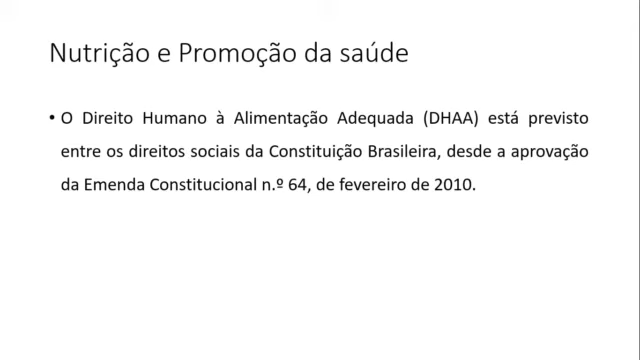 Nutrição e Promoção da saúde
• O Direito Humano à Alimentação Adequada (DHAA) está previsto
entre os direitos sociais da Constituição Brasileira, desde a aprovação
da Emenda Constitucional n.º 64, de fevereiro de 2010.